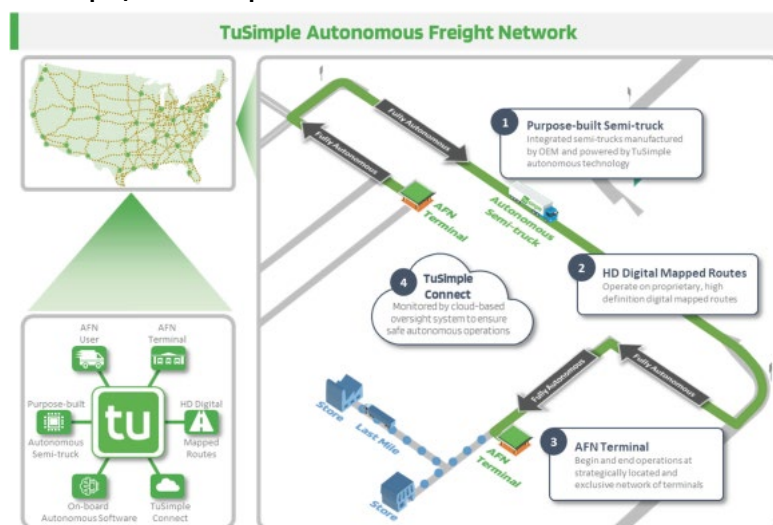 TuSimple Autonomous Freight Network
Fully Autonomous
Fully Autonomous
AFN
Terminal
Autonomous
Semi-truck
1
Purpose-built Semi-truck
Integrated semi-trucks manufactured
by OEM and powered by TuSimple
autonomous technology
2
HD Digital Mapped Routes
Operate on proprietary, high
definition digital mapped routes
4
TuSimple
Connect
Monitored by cloud-based
oversight system to ensure
safe autonomous operations
Fully Autonomous
Fully Autonomous
3
AFN Terminal
Begin and end operations at
strategically located and
exclusive network of terminals
AFN
Terminal
Store
Last Mile
Store
AFN
User
AFN
Terminal
Purpose-built
Autonomous
Semi-truck
tu
HD Digital
Mapped
Routes
On-board
Autonomous Software
TuSimple
Connect